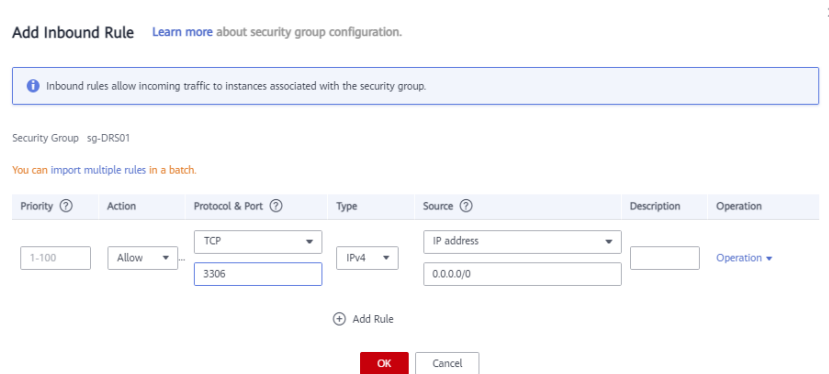 Add Inbound Rule Learn more about security group configuration.
Inbound rules allow incoming traffic to instances associated with the security group.
Security Group sg-DRS01
You can import multiple rules in a batch.
Priority Action Protocol & Port Type Source Description Operation
TCP IP address
1-100 Allow ... IPv4 Operation
3306 0.0.0.0/0
Add Rule
OK Cancel